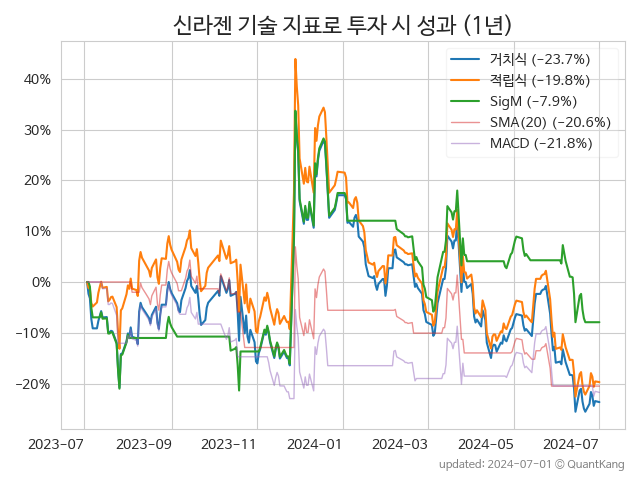 신라젠 기술 지표로 투자 시 성과 (1년)
거치식 (−23.7%)
적립식 (−19.8%)
SigM (−7.9%)
SMA(20) (−20.6%)
MACD (−21.8%)
40%
30%
20%
10%
0%
−10%
−20%
2023-07 2023-09 2023-11 2024-01 2024-03 2024-05 2024-07
updated: 2024-07-01 © QuantKang